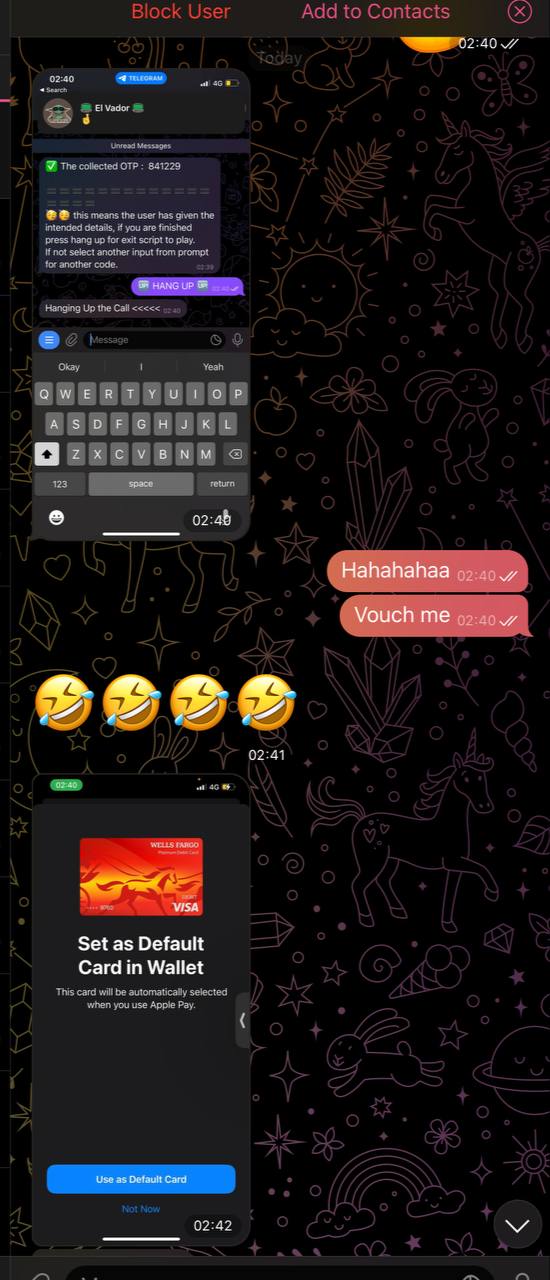 Block User
Add to Contacts
02:40
Today
02:40
TELEGRAM
4G
Search
El Vador
Unread Messages
✅ The collected OTP : 841229
= = = = = = = = = = = = =
= = = =
🥳🥳 this means the user has given the
intended details, if you are finished
press hang up for exit script to play.
If not select another input from prompt
for another code.
02:39
🆙 HANG UP 🆙 02:40
Hanging Up the Call <<<<< 02:40
Message
Okay
I
Yeah
Q W E R T Y U I O P
A S D F G H J K L
Z X C V B N M
123
space
return
02:40
Hahahahaa 02:40
Vouch me 02:40
🤣🤣🤣🤣
02:41
02:40
4G
WELLS FARGO
Platinum Debit Card
DEBIT
VISA
Set as Default
Card in Wallet
This card will be automatically selected
when you use Apple Pay.
Use as Default Card
Not Now
02:42